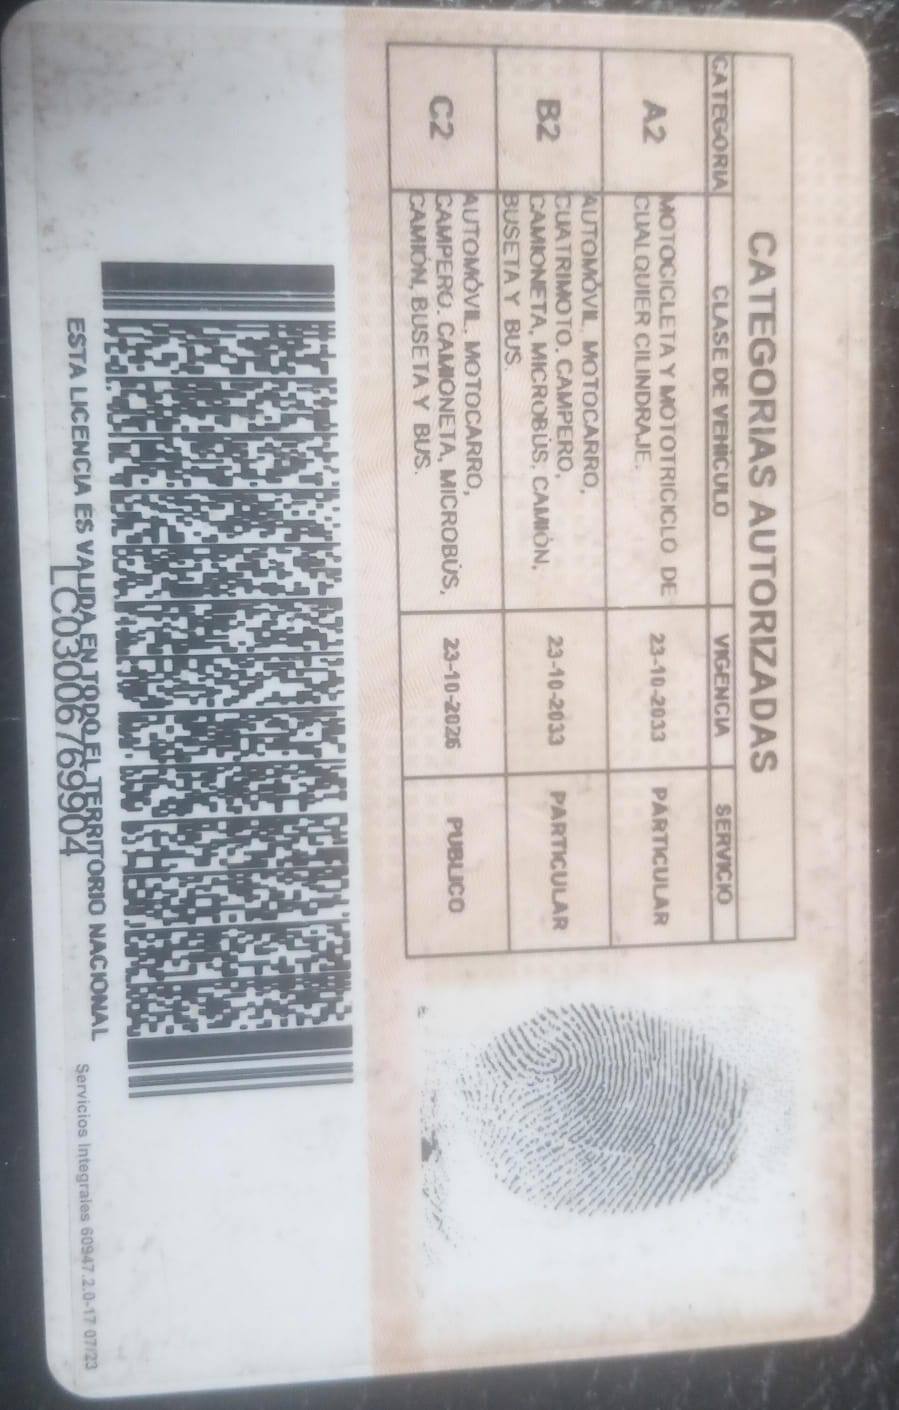 CATEGORIAS AUTORIZADAS
CATEGORIA CLASE DE VEHÍCULO VIGENCIA SERVICIO
A2 MOTOCICLETA Y MOTOTRICICLO DE CUALQUIER CILINDRAJE. 23-10-2033 PARTICULAR
B2 AUTOMÓVIL, MOTOCARRO, CUATRIMOTO, CAMPERO, CAMIONETA, MICROBÚS, CAMIÓN, BUSETA Y BUS. 23-10-2033 PARTICULAR
C2 AUTOMÓVIL, MOTOCARRO, CAMPERO, CAMIONETA, MICROBÚS, CAMIÓN, BUSETA Y BUS. 23-10-2026 PUBLICO
ESTA LICENCIA ES VALIDA EN TODO EL TERRITORIO NACIONAL
LC03006769904
Servicios Integrales 60947.2.0-17 07/23